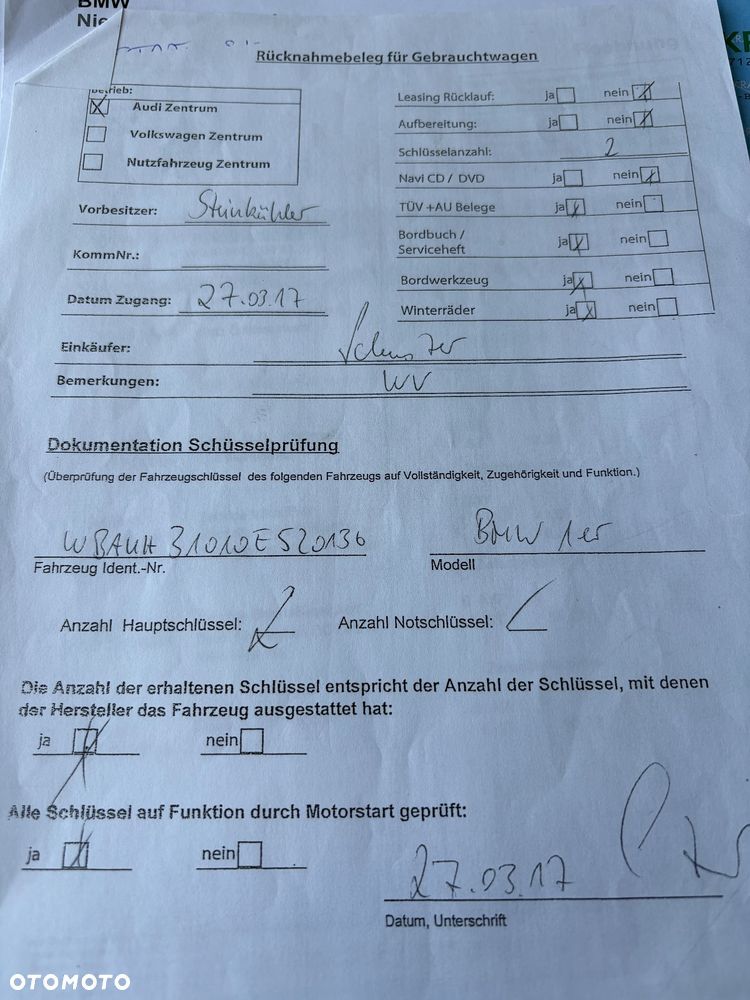 BMW
Nie
Rücknahmebeleg für Gebrauchtwagen
Audi Zentrum
Volkswagen Zentrum
Nutzfahrzeug Zentrum
Vorbesitzer: Steinkühler
KommNr.:
Datum Zugang: 27.03.17
Leasing Rücklauf: ja nein
Aufbereitung: ja nein
Schlüsselanzahl: 2
Navi CD / DVD ja nein
TÜV +AU Belege ja nein
Bordbuch /
Serviceheft ja nein
Bordwerkzeug ja nein
Winterräder ja nein
Einkäufer:
Bemerkungen: WV
Dokumentation Schüsselprüfung
(Überprüfung der Fahrzeugschlüssel des folgenden Fahrzeugs auf Vollständigkeit, Zugehörigkeit und Funktion.)
WBAUH31010E520136 BMW 1er
Fahrzeug Ident.-Nr. Modell
Anzahl Hauptschlüssel: 2 Anzahl Notschlüssel:
Die Anzahl der erhaltenen Schlüssel entspricht der Anzahl der Schlüssel, mit denen
der Hersteller das Fahrzeug ausgestattet hat:
ja nein
Alle Schlüssel auf Funktion durch Motorstart geprüft:
ja nein
27.03.17
Datum, Unterschrift
OTOMOTO